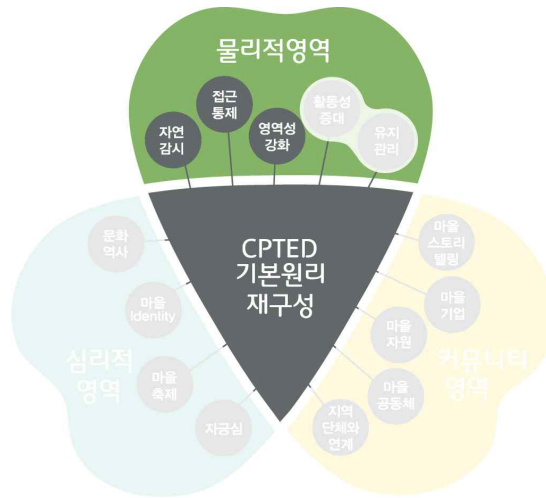 물리적영역
접근
통제
활동성
증대
자연
감시
영역성
강화
유지
관리
CPTED
기본원리
재구성
문화
역사
마을
Identity
심리적
영역
마을
축제
자긍심
마을
스토리
텔링
마을
기업
마을
자원
커뮤니티
영역
마을
공동체
지역
단체와
연계